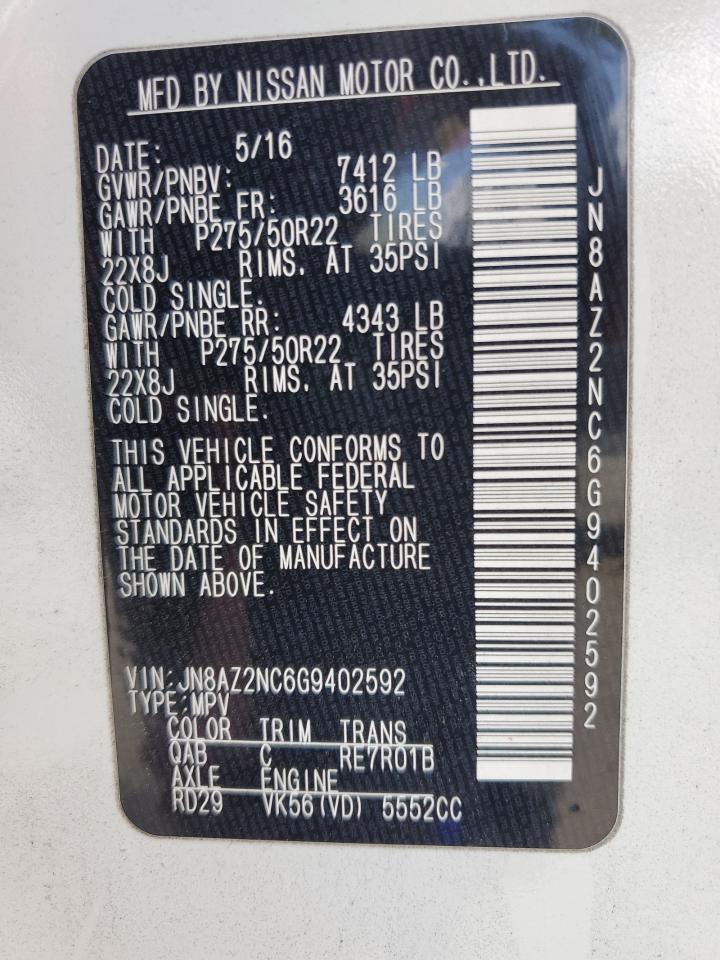 MFD BY NISSAN MOTOR CO.,LTD.
DATE: 5/16
GVWR/PNBV: 7412 LB
GAWR/PNBE FR: 3616 LB
WITH P275/50R22 TIRES
22X8J RIMS, AT 35PSI
COLD SINGLE.
GAWR/PNBE RR: 4343 LB
WITH P275/50R22 TIRES
22X8J RIMS, AT 35PSI
COLD SINGLE.
THIS VEHICLE CONFORMS TO
ALL APPLICABLE FEDERAL
MOTOR VEHICLE SAFETY
STANDARDS IN EFFECT ON
THE DATE OF MANUFACTURE
SHOWN ABOVE.
VIN:JN8AZ2NC6G9402592
TYPE:MPV
COLOR TRIM TRANS
QAB C RE7R01B
AXLE ENGINE
RD29 VK56(VD) 5552CC
JN8AZ2NC6G9402592